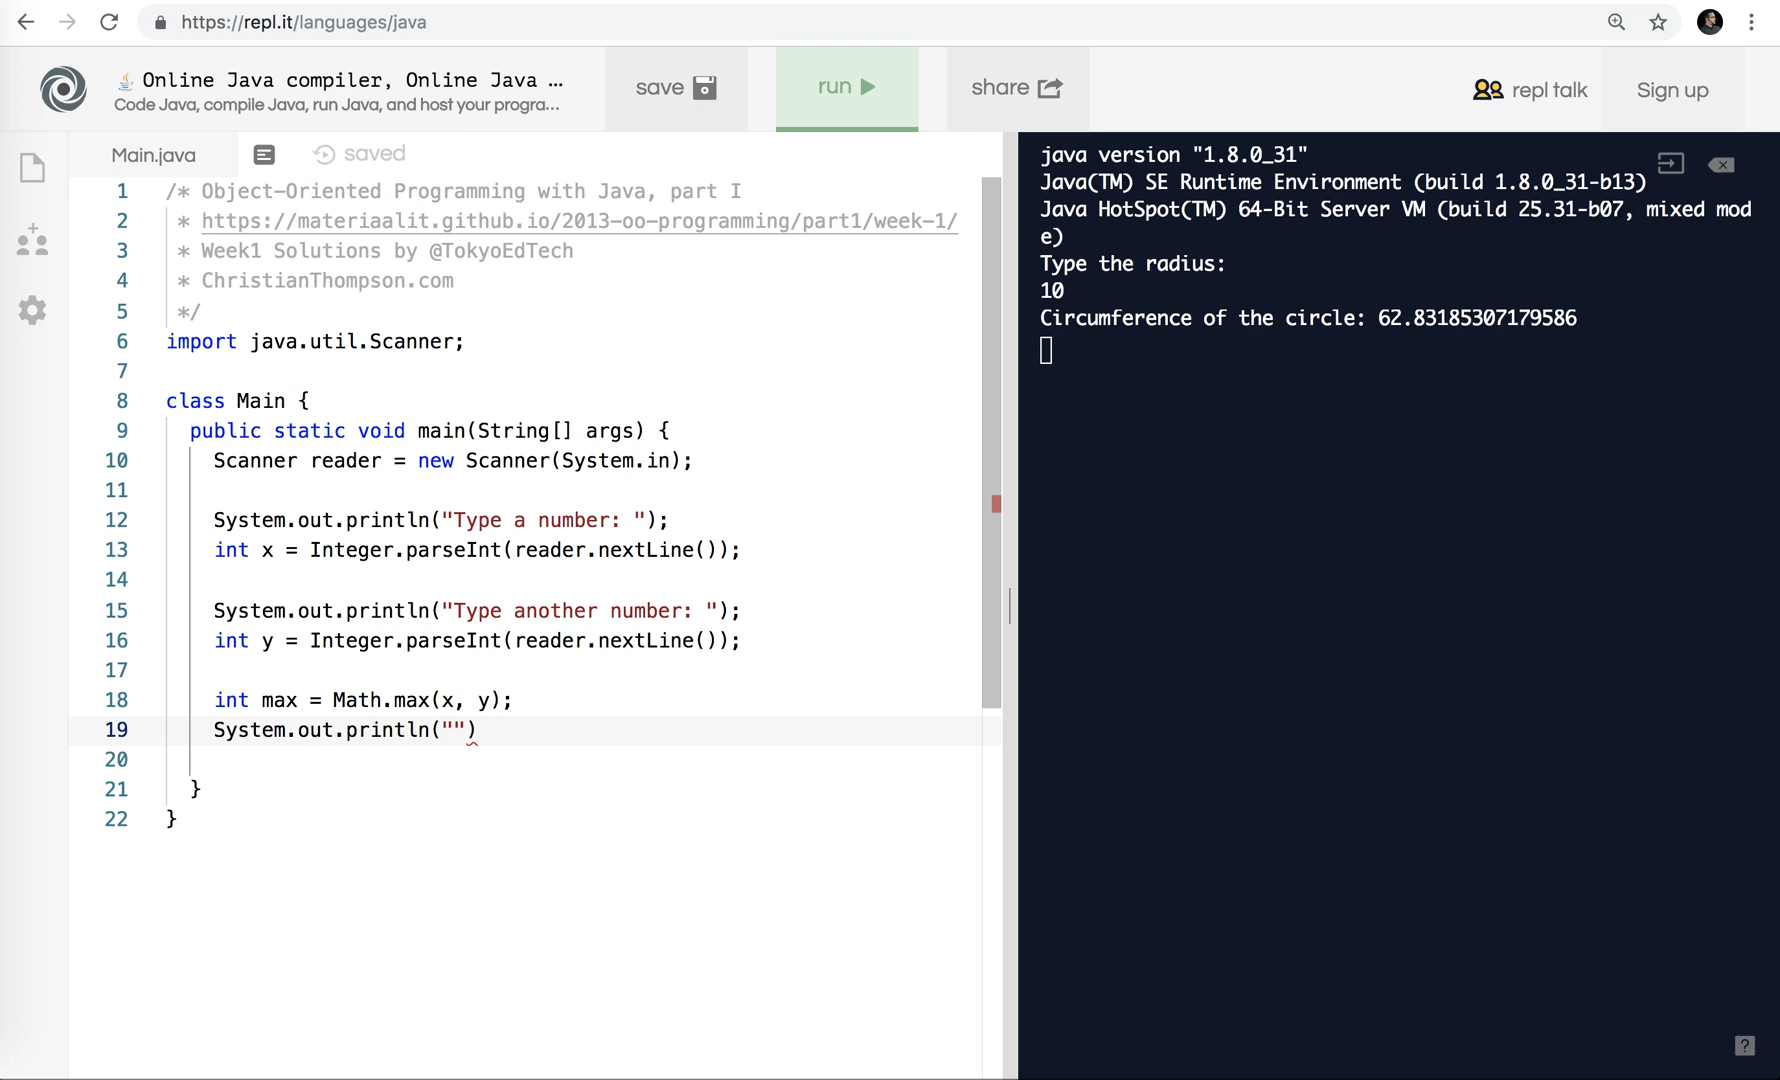 https://repl.it/languages/java
Online Java compiler, Online Java ...
Code Java, compile Java, run Java, and host your progra...
save
run
share
repl talk
Sign up
Main.java
saved
1 /* Object-Oriented Programming with Java, part I
2 * https://materiaalit.github.io/2013-oo-programming/part1/week-1/
3 * Week1 Solutions by @TokyoEdTech
4 * ChristianThompson.com
5 */
6 import java.util.Scanner;
7
8 class Main {
9 public static void main(String[] args) {
10 Scanner reader = new Scanner(System.in);
11
12 System.out.println("Type a number: ");
13 int x = Integer.parseInt(reader.nextLine());
14
15 System.out.println("Type another number: ");
16 int y = Integer.parseInt(reader.nextLine());
17
18 int max = Math.max(x, y);
19 System.out.println("")
20
21 }
22 }
java version "1.8.0_31"
Java(TM) SE Runtime Environment (build 1.8.0_31-b13)
Java HotSpot(TM) 64-Bit Server VM (build 25.31-b07, mixed mod
e)
Type the radius:
10
Circumference of the circle: 62.83185307179586
?